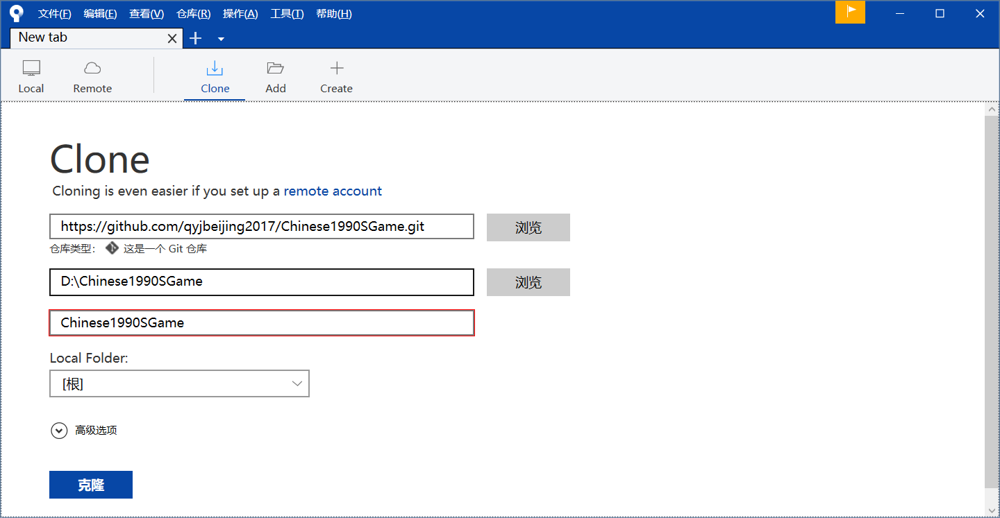 文件(F) 编辑(E) 查看(V) 仓库(R) 操作(A) 工具(T) 帮助(H)
New tab
Local Remote Clone Add Create
Clone
Cloning is even easier if you set up a remote account
https://github.com/qyjbeijing2017/Chinese1990SGame.git 浏览
仓库类型: 这是一个 Git 仓库
D:\Chinese1990SGame 浏览
Chinese1990SGame
Local Folder:
[根]
高级选项
克隆